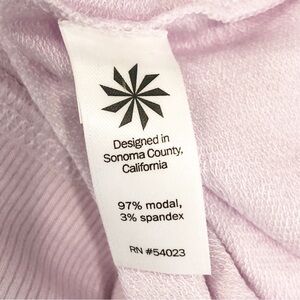 Designed in
Sonoma County,
California
97% modal,
3% spandex
RN #54023